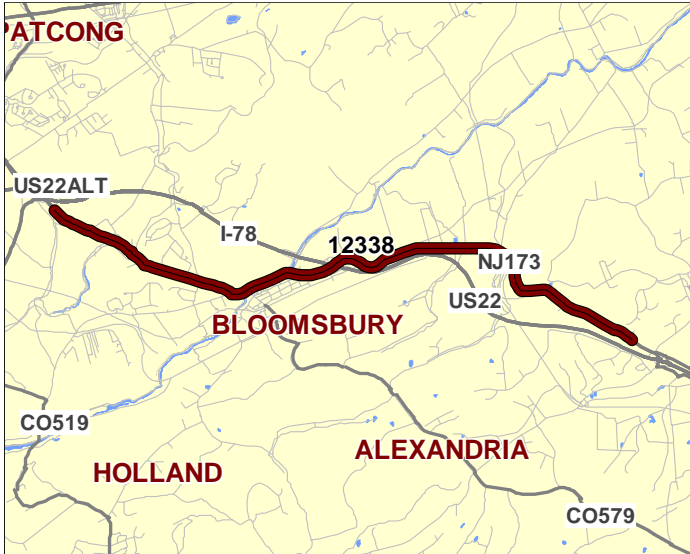 PATCONG
US22ALT
I-78
12338
NJ173
US22
BLOOMSBURY
CO519
ALEXANDRIA
HOLLAND
CO579